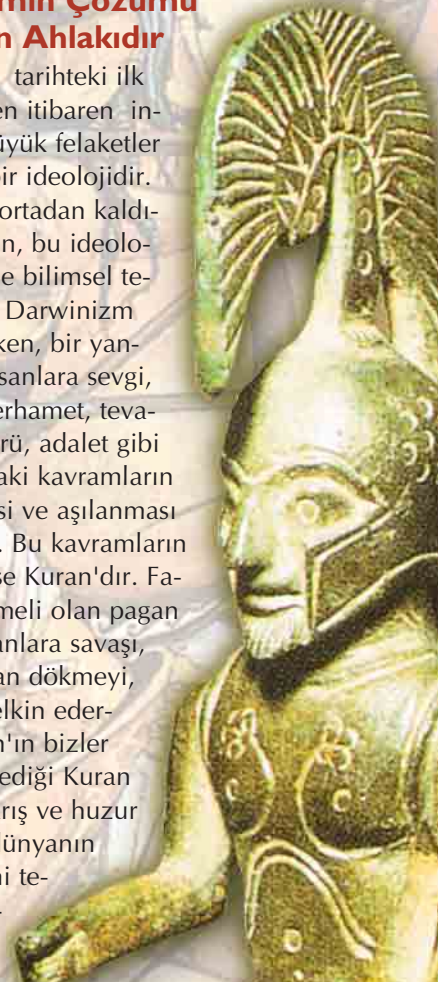 Çözümü
n Ahlakıdır
tarihteki ilk
en itibaren in-
üyük felaketler
bir ideolojidir.
ortadan kaldı-
n, bu ideolo-
e bilimsel te-
Darwinizm
ken, bir yan-
sanlara sevgi,
erhamet, teva-
rü, adalet gibi
aki kavramların
si ve aşılanması
. Bu kavramların
se Kuran'dır. Fa-
meli olan pagan
anlara savaşı,
an dökmeyi,
elkin eder-
n'ın bizler
ediği Kuran
rış ve huzur
dünyanın
ni te-